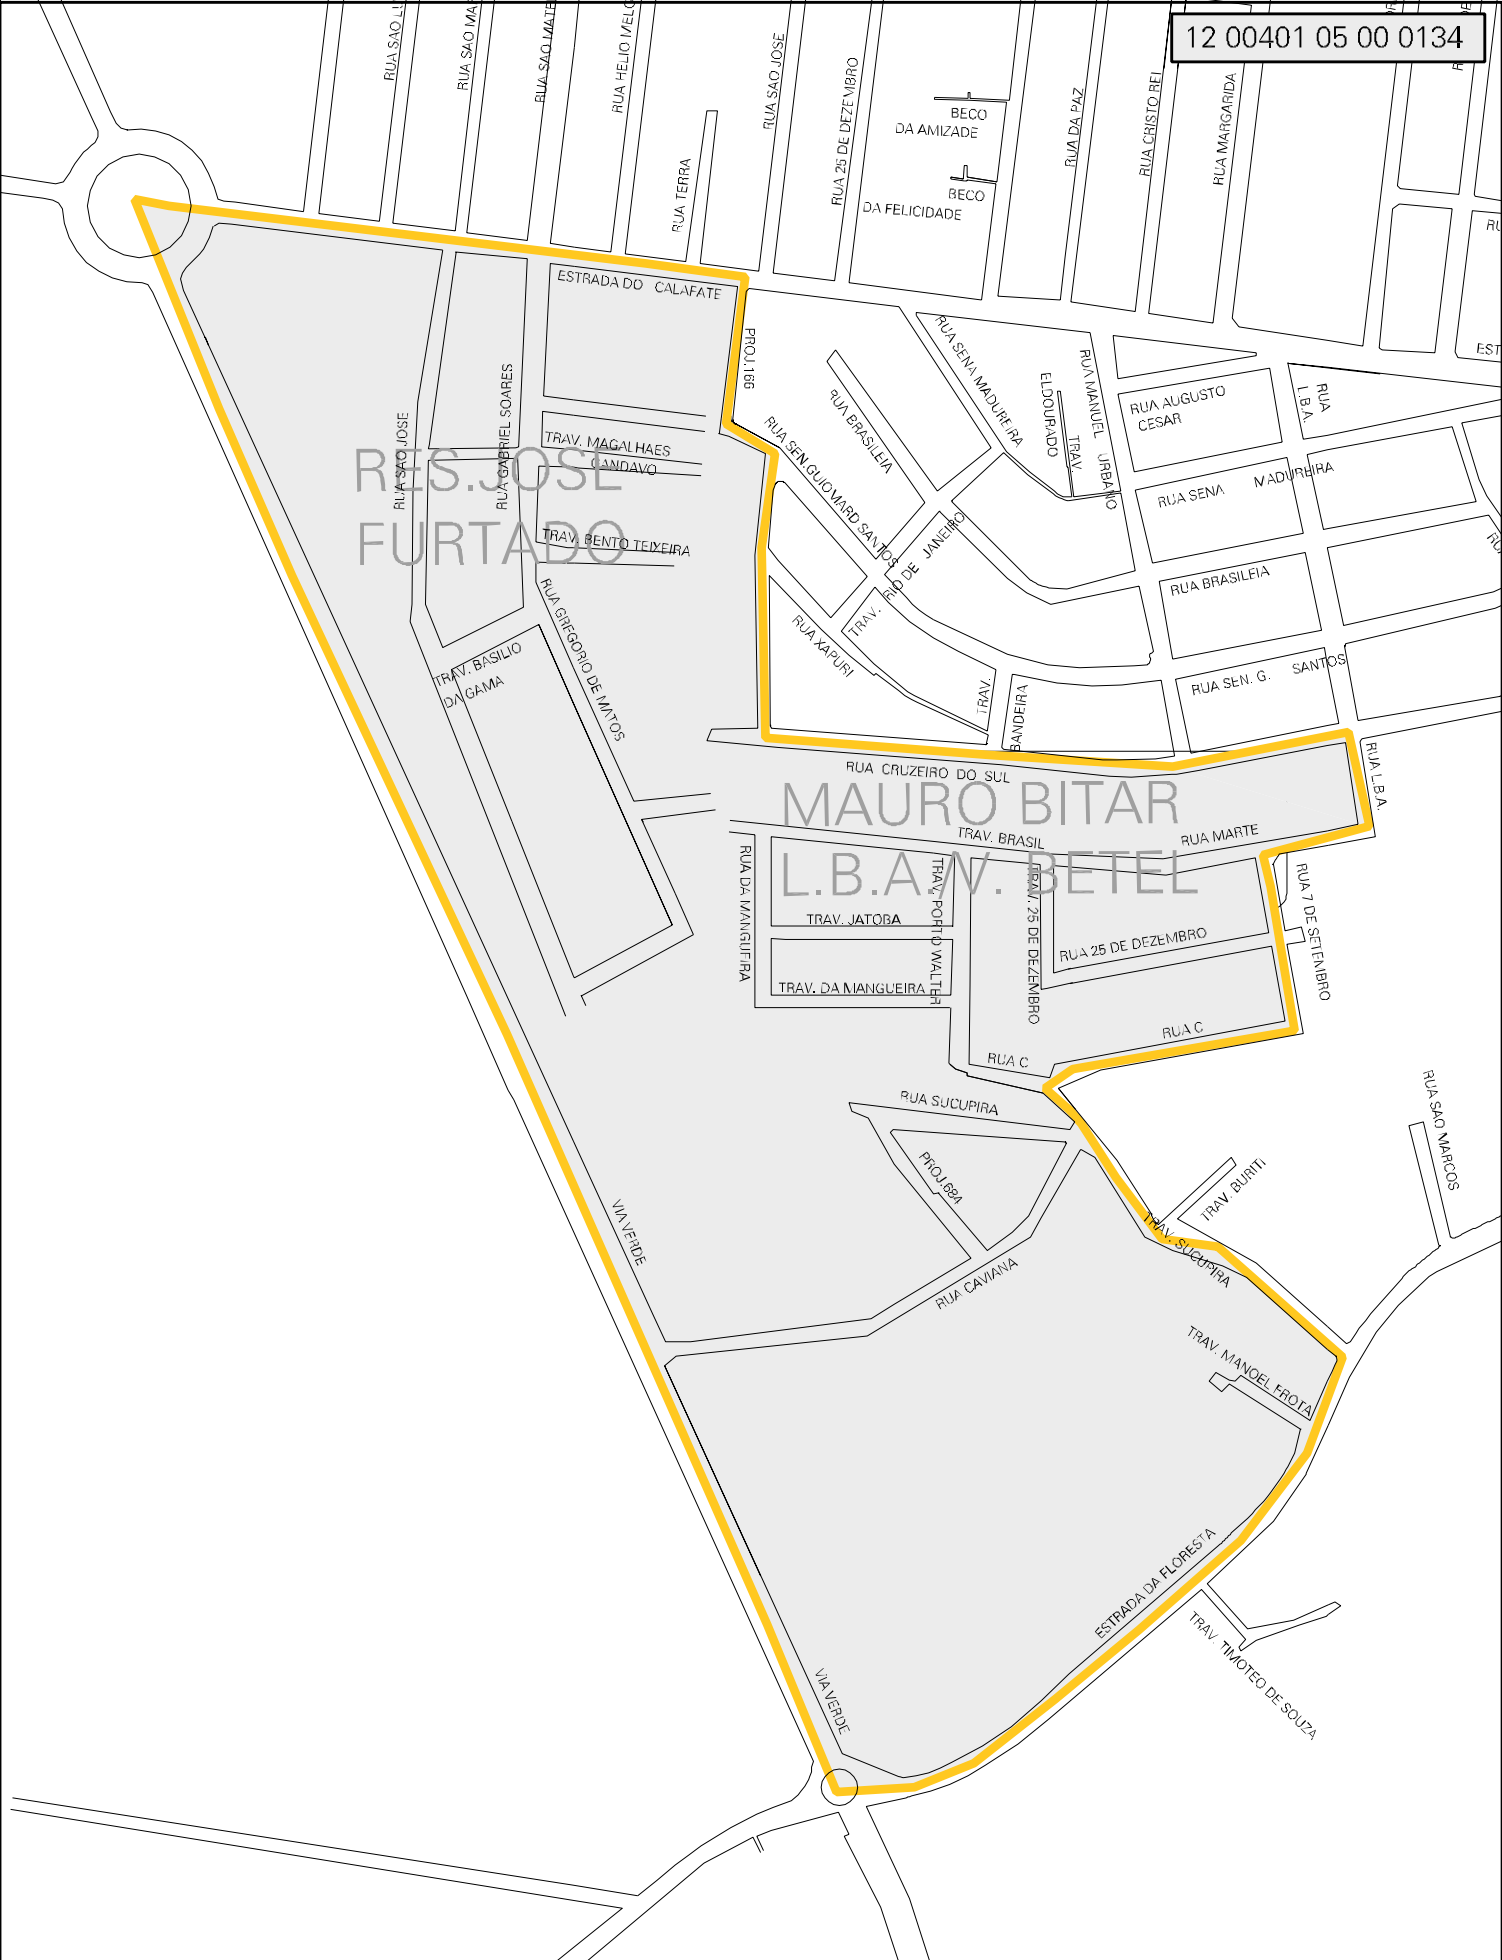 12 00401 05 00 0134
RUA HELIO MELO
RUA SAO JOSE
RUA 25 DE DEZEMBRO
BECO
DA AMIZADE
BECO
DA FELICIDADE
RUA DA PAZ
RUA CRISTO REI
RUA MARGARIDA
RUA TERRA
ESTRADA DO CALAFATE
PROJ.166
RUA SENA MADUREIRA
RUA MANUEL URBANO
ELDOURADO
TRAV.
RUA AUGUSTO
CESAR
RUA
L.B.A.
RUA BRASILEIA
RUA SEN.GUIOMARD SANTOS
RUA SAO JOSE
RUA GABRIEL SOARES
TRAV. MAGALHAES
GANDAVO
RES.JOSE
FURTADO
TRAV. BENTO TEIXEIRA
RUA SENA MADUREIRA
TRAV. RIO DE JANEIRO
RUA BRASILEIA
RUA XAPURI
RUA GREGORIO DE MATOS
TRAV. BASILIO
DA GAMA
TRAV.
BANDEIRA
RUA SEN. G. SANTOS
RUA CRUZEIRO DO SUL
RUA L.B.A.
MAURO BITAR
L.B.A.V. BETEL
TRAV. BRASIL
RUA MARTE
RUA DA MANGUEIRA
TRAV. JATOBA
TRAV. PORTO WALTER
TRAV. 25 DE DEZEMBRO
RUA 25 DE DEZEMBRO
RUA 7 DE SETEMBRO
TRAV. DA MANGUEIRA
RUA C
RUA C
RUA SUCUPIRA
PROJ.684
RUA SAO MARCOS
TRAV. BURITI
TRAV. SUCUPIRA
VIA VERDE
RUA CAVIANA
TRAV. MANOEL FROTA
ESTRADA DA FLORESTA
TRAV. TIMOTEO DE SOUZA
VIA VERDE